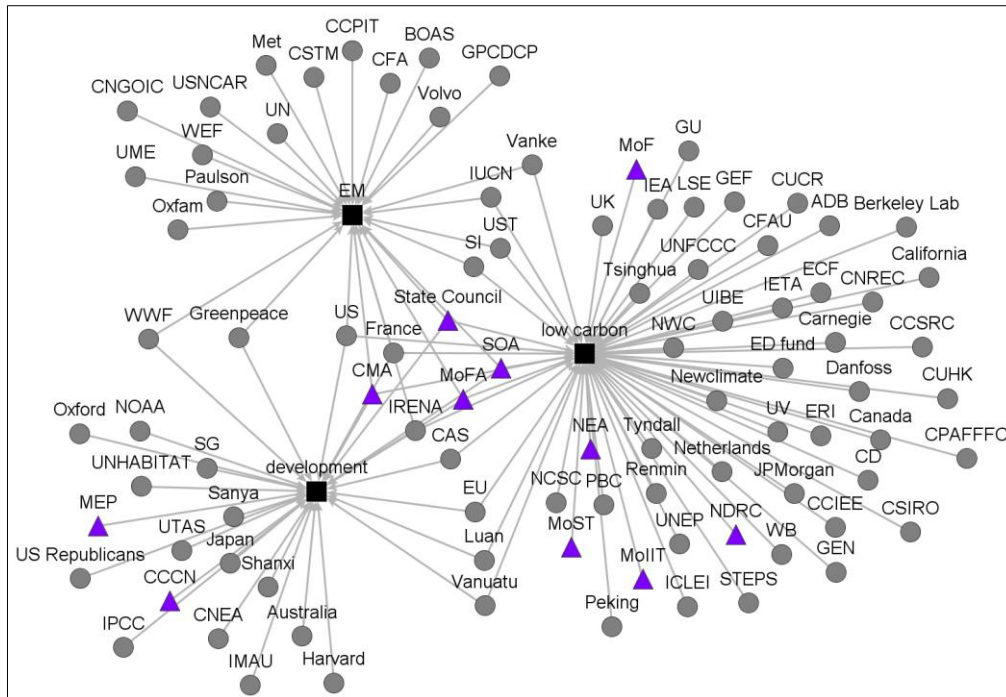 CCPIT
BOAS
Met
CSTM
CFA
GPCDCP
CNGOIC
USNCAR
UN
Volvo
WEF
Vanke
MoF
GU
UME
Paulson
EM
IUCN
IEA
LSE
GEF
CUCR
Oxfam
UK
ADB
Berkeley Lab
UST
CFAU
SI
UNFCCC
Tsinghua
California
State Council
IETA
ECF
CNREC
WWF
Greenpeace
US
UIBE
France
low carbon
NWC
Carnegie
CCSRC
SOA
ED fund
CMA
MoFA
Newclimate
Danfoss
CUHK
Oxford
NOAA
IRENA
NEA
Tyndall
UV
ERI
Canada
CPAFFFC
SG
CAS
Netherlands
UNHABITAT
development
NCSC
PBC
Renmin
JPMorgan
CD
MEP
Sanya
EU
CCIEE
CSIRO
UTAS
MoST
UNEP
NDRC
WB
US Republicans
Japan
Luan
GEN
Shanxi
MoIIT
CCCN
Vanuatu
ICLEI
STEPS
IPCC
CNEA
Australia
Peking
IMAU
Harvard